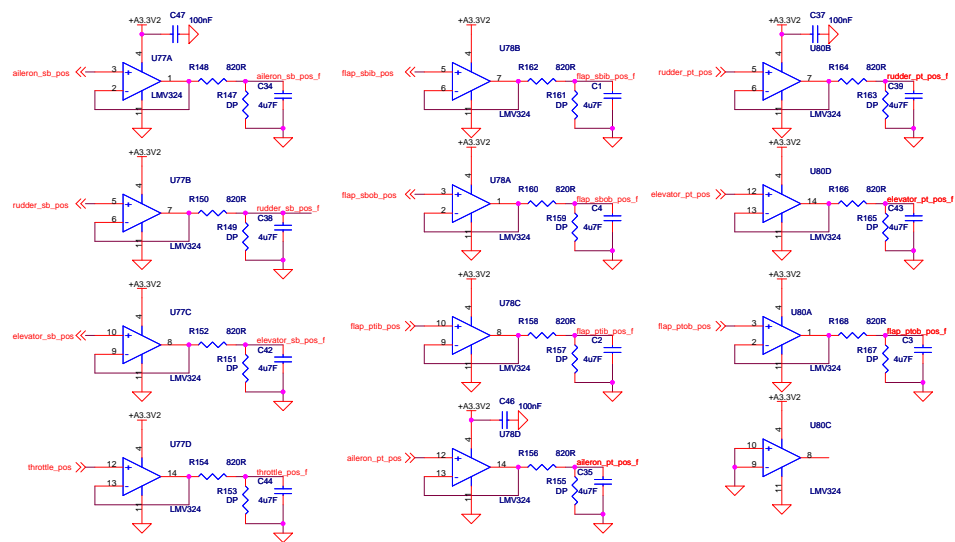 C47
+A3.3V2
100nF
U77A
4
R148 820R
aileron_sb_pos
3
+
1
2
-
aileron_sb_pos_f
C34
R147
DP
4u7F
LMV324
11
U78B
+A3.3V2
4
R162 820R
flap_sbib_pos
5
+
7
6
-
flap_sbib_pos_f
C1
R161
DP
4u7F
LMV324
11
C37
+A3.3V2
100nF
U80B
4
R164 820R
rudder_pt_pos
5
+
7
6
-
rudder_pt_pos_f
C39
R163
DP
4u7F
LMV324
11
+A3.3V2
U77B
4
R150 820R
rudder_sb_pos
5
+
7
6
-
rudder_sb_pos_f
C38
R149
DP
4u7F
LMV324
11
+A3.3V2
U78A
4
R160 820R
flap_sbob_pos
3
+
1
2
-
flap_sbob_pos_f
C4
R159
DP
4u7F
LMV324
11
+A3.3V2
U80D
4
R166 820R
elevator_pt_pos
12
+
14
13
-
elevator_pt_pos_f
C43
R165
DP
4u7F
LMV324
11
+A3.3V2
U77C
4
R152 820R
elevator_sb_pos
10
+
8
9
-
elevator_sb_pos_f
C42
R151
DP
4u7F
LMV324
11
+A3.3V2
U78C
4
R158 820R
flap_ptib_pos
10
+
8
9
-
flap_ptib_pos_f
C2
R157
DP
4u7F
LMV324
11
+A3.3V2
U80A
4
R168 820R
flap_ptob_pos
3
+
1
2
-
flap_ptob_pos_f
C3
R167
DP
4u7F
LMV324
11
+A3.3V2
U77D
4
R154 820R
throttle_pos
12
+
14
13
-
throttle_pos_f
C44
R153
DP
4u7F
LMV324
11
C46
+A3.3V2
100nF
U78D
4
R156 820R
aileron_pt_pos
12
+
14
13
-
aileron_pt_pos_f
C35
R155
DP
4u7F
LMV324
11
+A3.3V2
U80C
4
10
+
8
9
-
LMV324
11